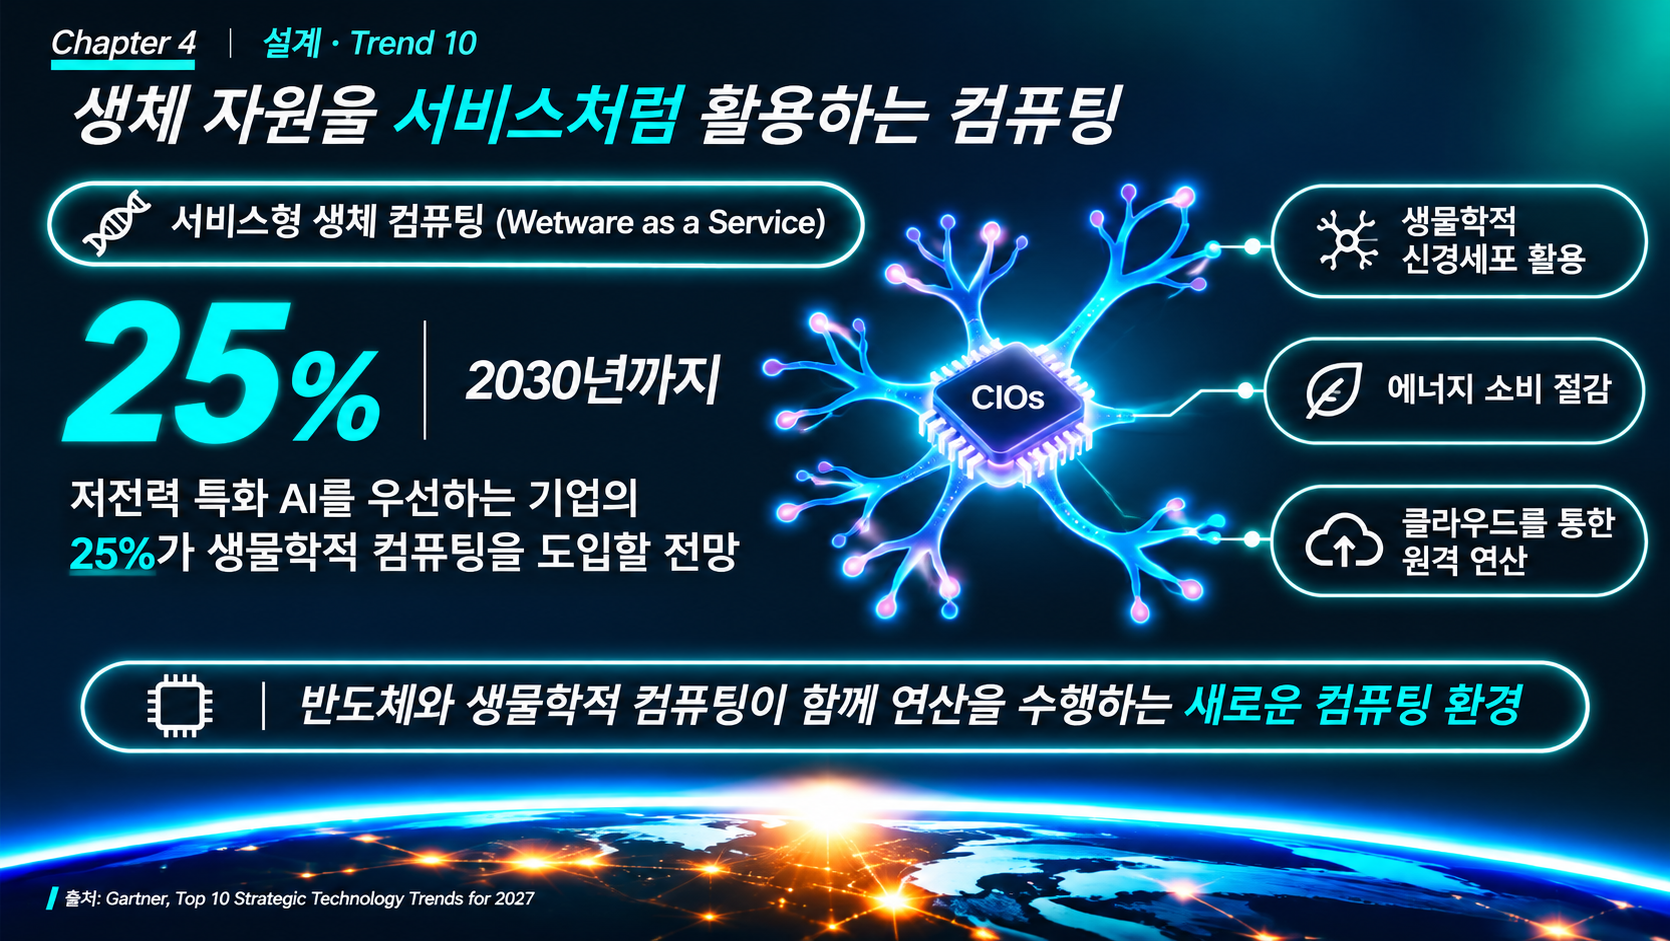 Chapter 4 | 설계 · Trend 10
생체 자원울 서비스처럼 활용하는 컴퓨팅
서비스형 생체 컴퓨팅 (Wetware as a Service)
25% | 2030년까지
저전력 특화 AI를 우선하는 기업의
25%가 생물학적 컴퓨팅을 도입할 전망
CIOs
생물학적
신경세포 활용
에너지 소비 절감
클라우드를 통한
원격 연산
반도체와 생물학적 컴퓨팅이 함께 연산을 수행하는 새로운 컴퓨팅 환경
출처: Gartner, Top 10 Strategic Technology Trends for 2027